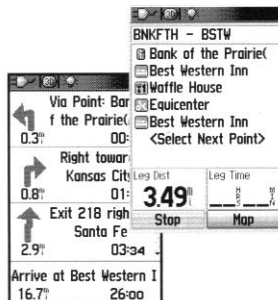 BNKFTH - BSTW
Bank of the Prairie(
Best Western Inn
Waffle House
Equicenter
Best Western Inn
<Select Next Point>
Leg Dist
Leg Time
3.49
Stop
Map
Via Point: Bar
f the Prairie(
0.3
00:
Right towar
Kansas City
0.8
01:
Exit 218 righ
Santa Fe
2.9
03:34
Arrive at Best Western I
16.7
26:00